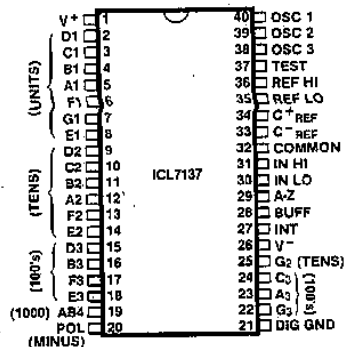 V+ 1
D1 2
C1 3
B1 4
A1 5
F1 6
G1 7
E1 8
(UNITS)
D2 9
C2 10
B2 11
A2 12
F2 13
E2 14
(TENS)
D3 15
B3 16
F3 17
E3 18
(100's)
(1000) AB4 19
POL 20
(MINUS)
ICL7137
40 OSC 1
39 OSC 2
38 OSC 3
37 TEST
36 REF HI
35 REF LO
34 C+REF
33 C-REF
32 COMMON
31 IN HI
30 IN LO
29 A-Z
28 BUFF
27 INT
26 V-
25 G2 (TENS)
24 C3
23 A3
22 G3
(100's)
21 DIG GND